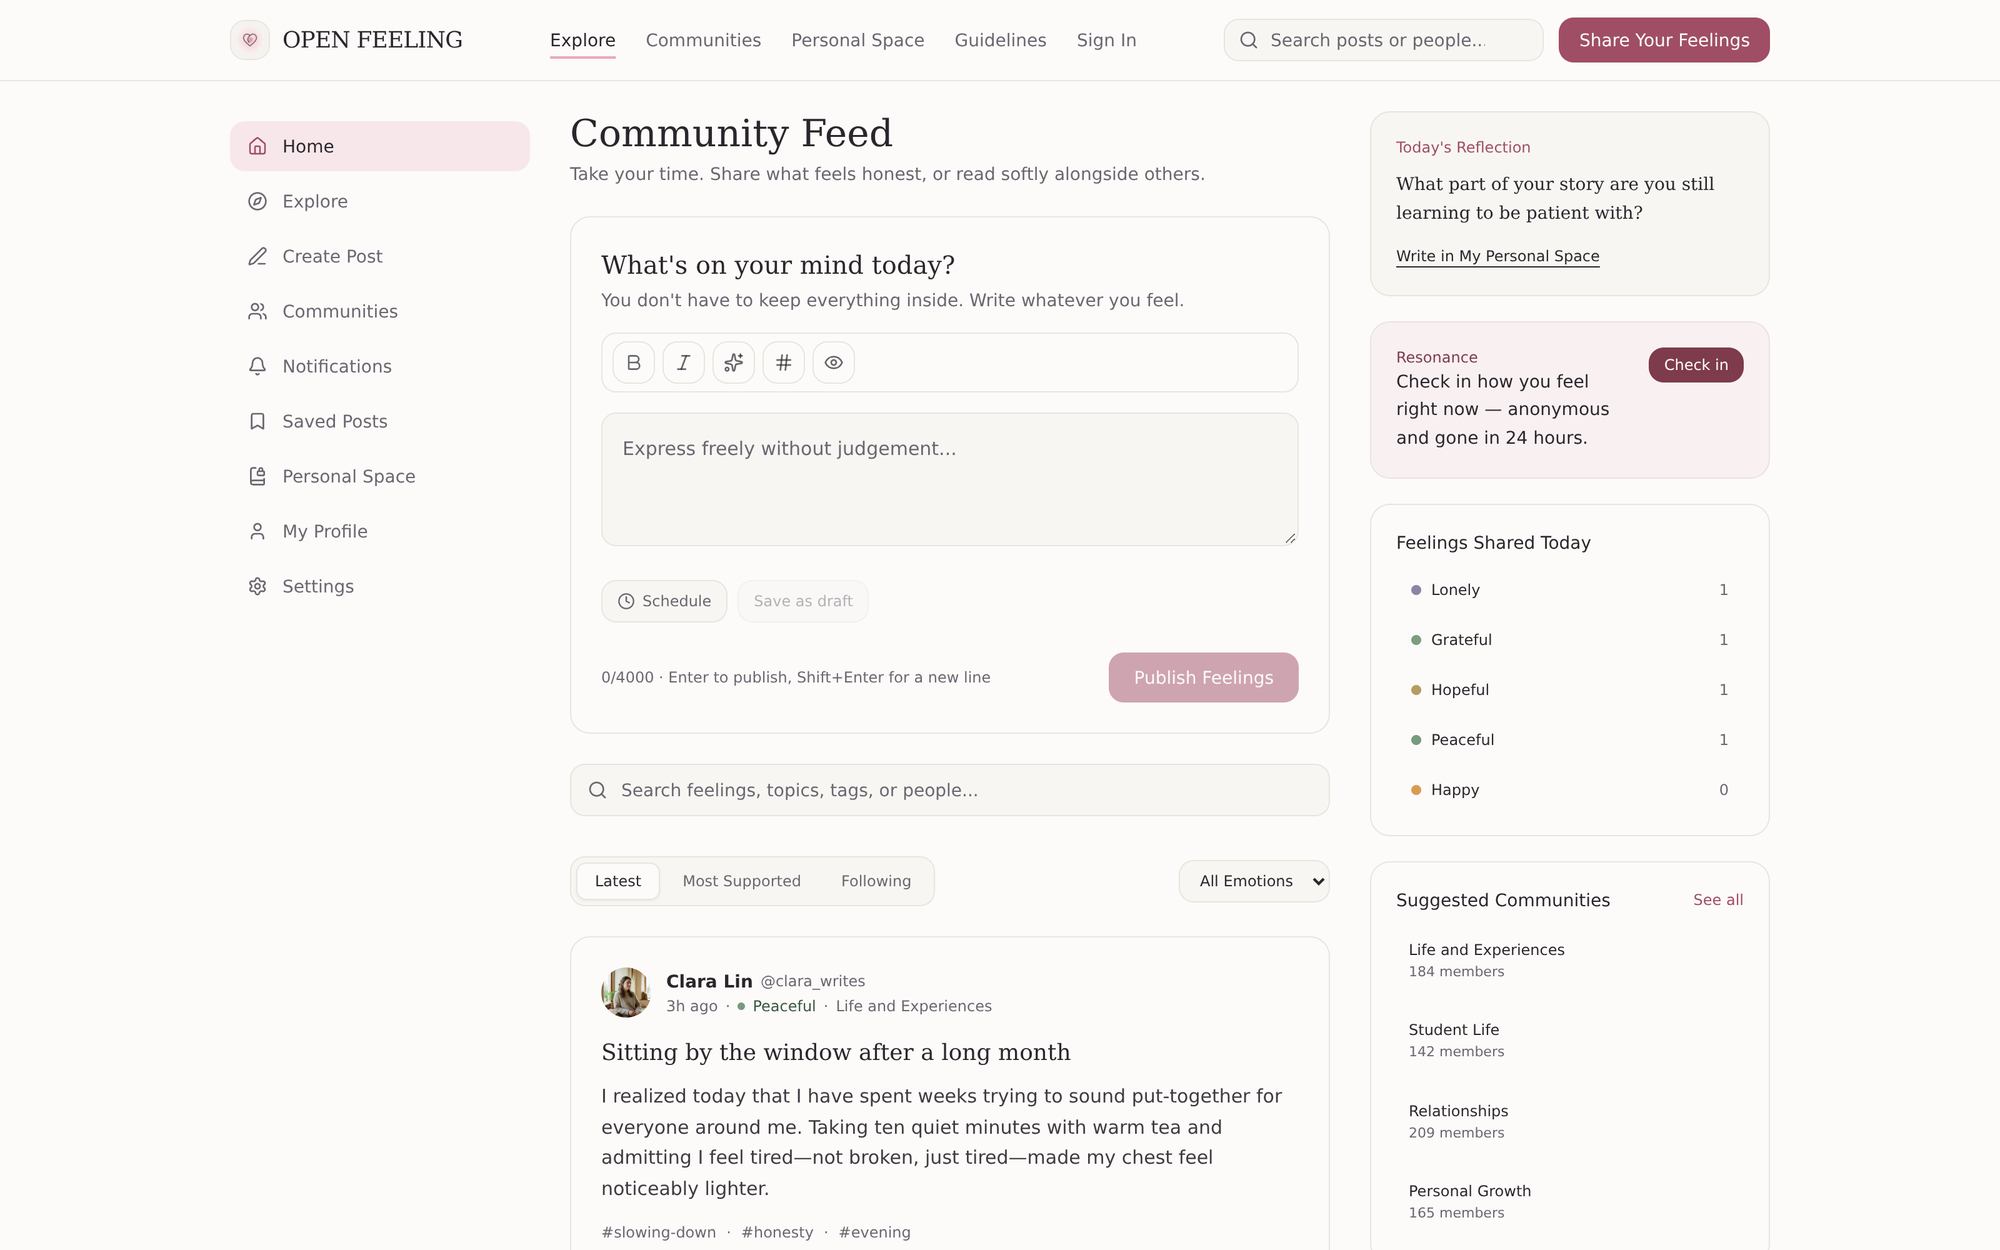 OPEN FEELING
Explore
Communities
Personal Space
Guidelines
Sign In
Search posts or people...
Share Your Feelings
Home
Explore
Create Post
Communities
Notifications
Saved Posts
Personal Space
My Profile
Settings
Community Feed
Take your time. Share what feels honest, or read softly alongside others.
What's on your mind today?
You don't have to keep everything inside. Write whatever you feel.
Express freely without judgement...
Schedule
Save as draft
0/4000 · Enter to publish, Shift+Enter for a new line
Publish Feelings
Search feelings, topics, tags, or people...
Latest
Most Supported
Following
All Emotions
Clara Lin @clara_writes
3h ago · Peaceful · Life and Experiences
Sitting by the window after a long month
I realized today that I have spent weeks trying to sound put-together for
everyone around me. Taking ten quiet minutes with warm tea and
admitting I feel tired—not broken, just tired—made my chest feel
noticeably lighter.
#slowing-down · #honesty · #evening
Today's Reflection
What part of your story are you still
learning to be patient with?
Write in My Personal Space
Resonance
Check in how you feel
right now — anonymous
and gone in 24 hours.
Check in
Feelings Shared Today
Lonely 1
Grateful 1
Hopeful 1
Peaceful 1
Happy 0
Suggested Communities
See all
Life and Experiences
184 members
Student Life
142 members
Relationships
209 members
Personal Growth
165 members